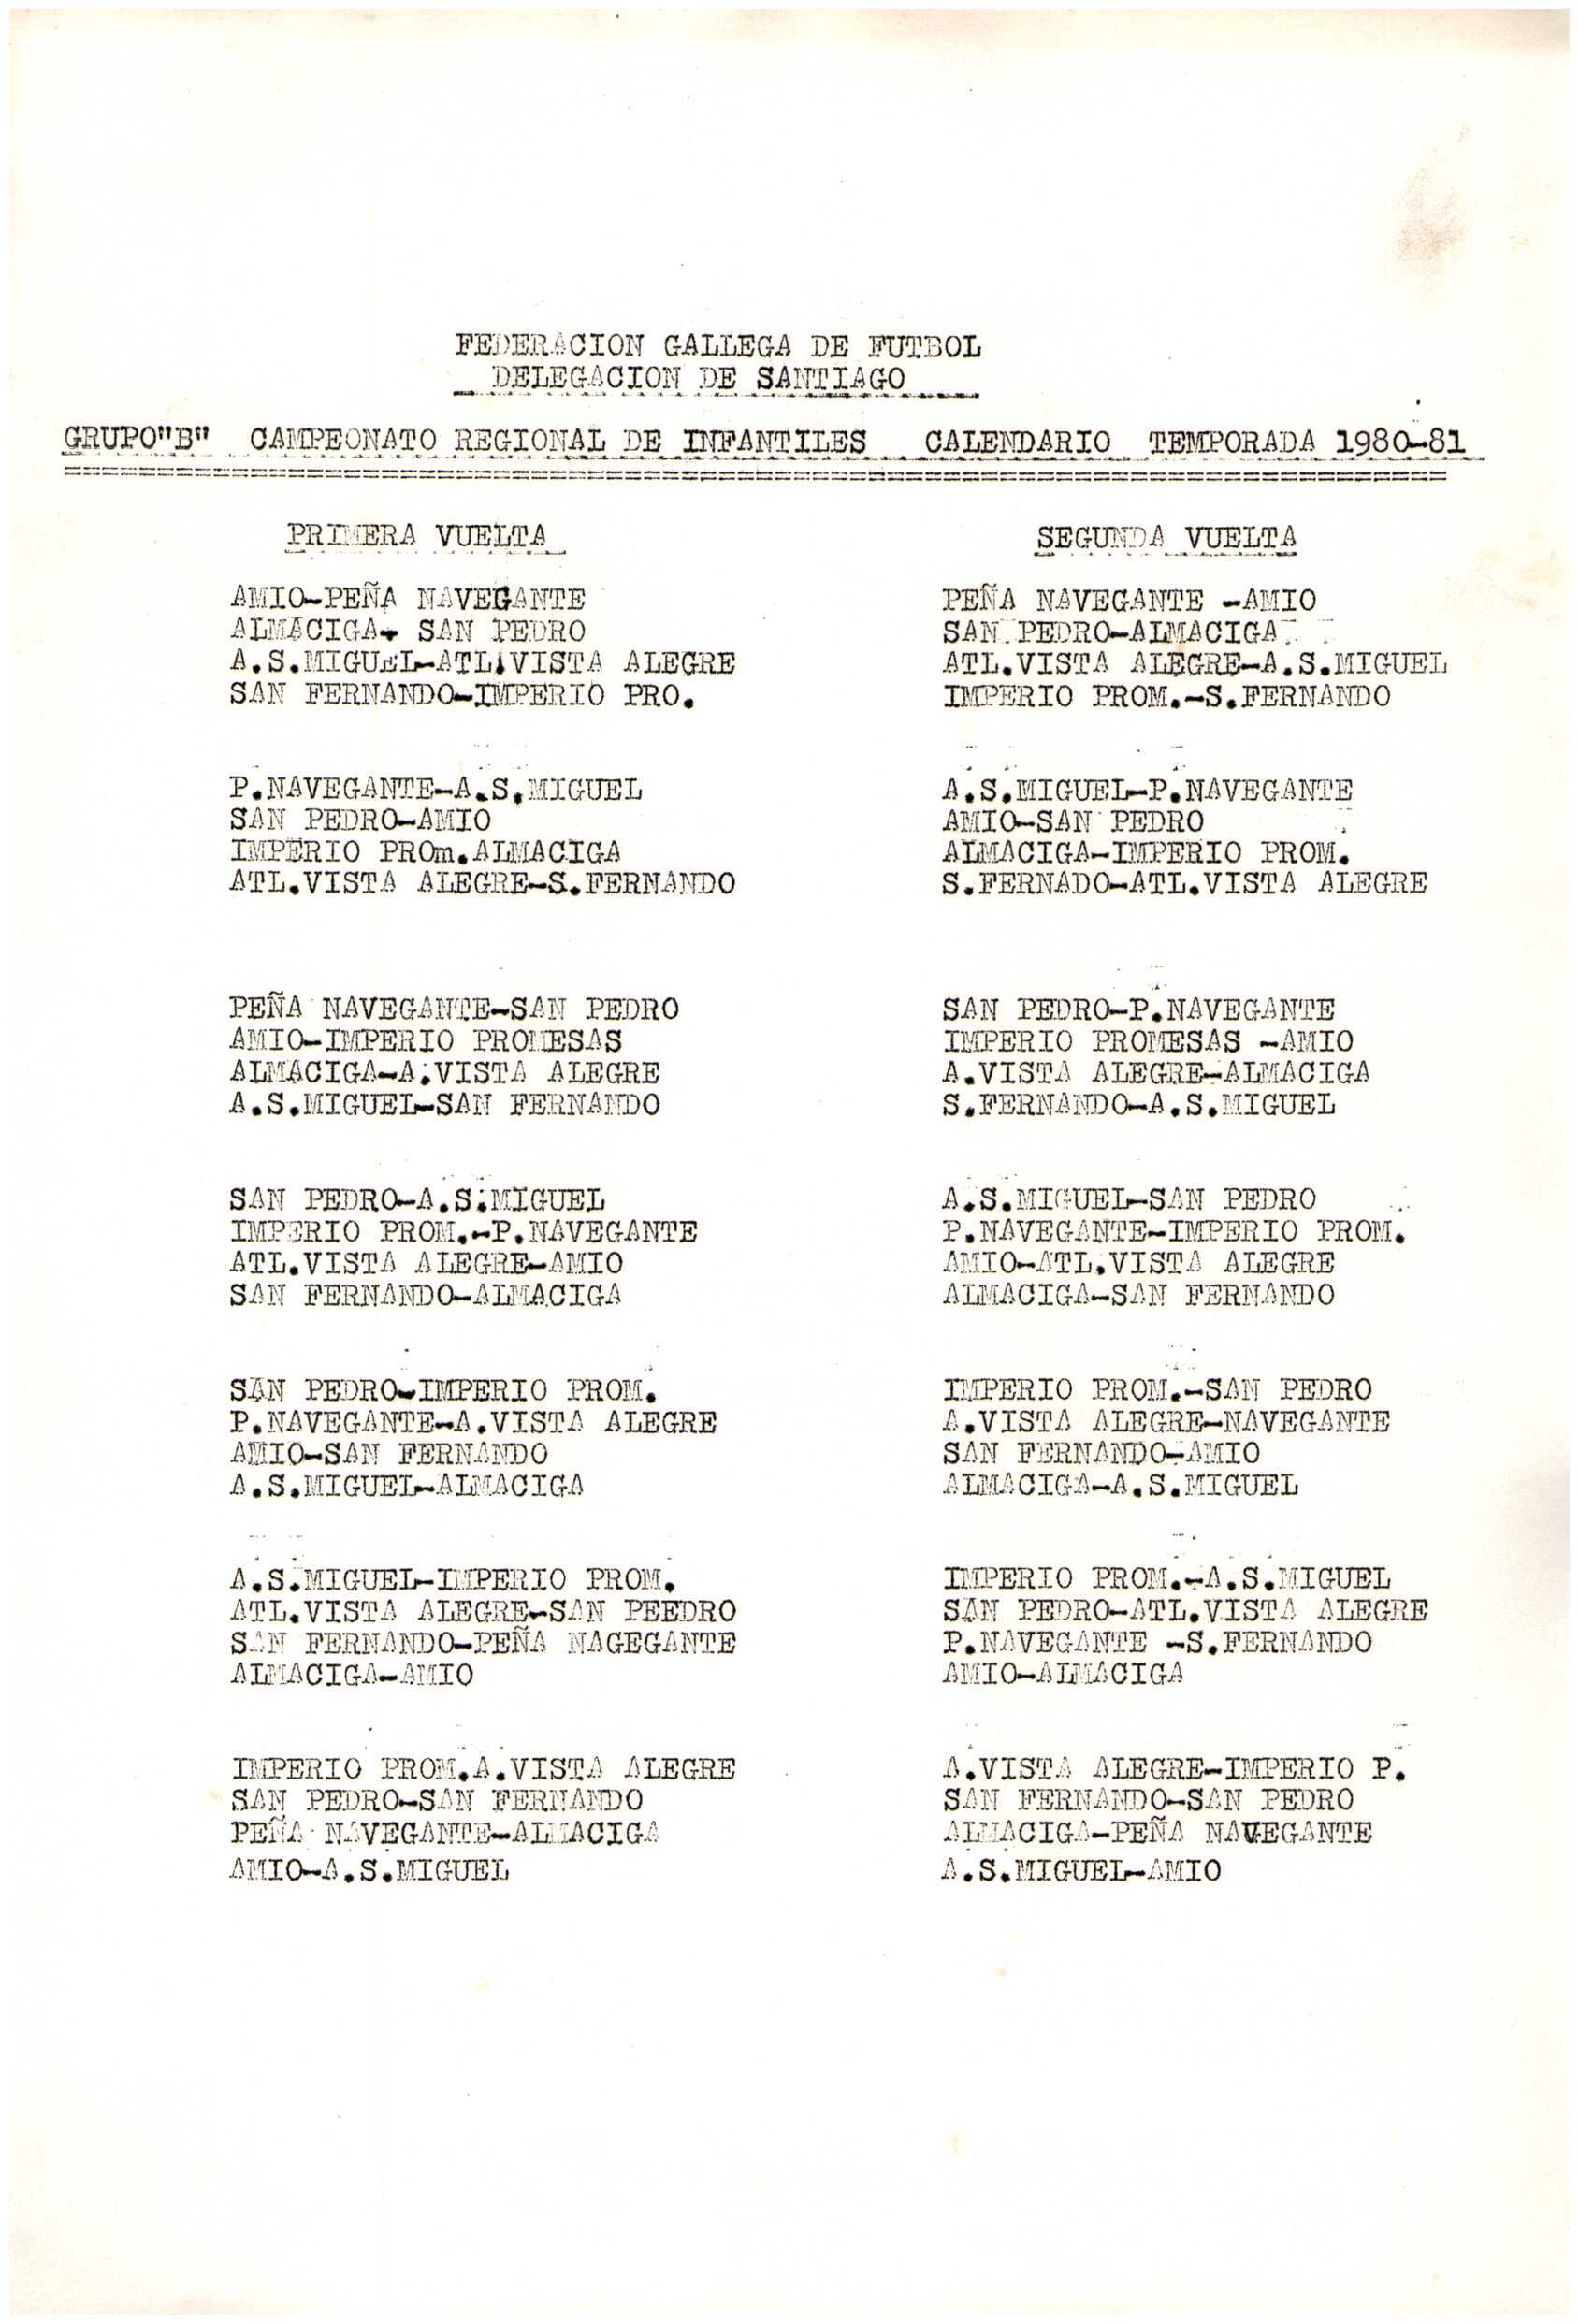 FEDERACION GALLEGA DE FUTBOL
DELEGACION DE SANTIAGO
GRUPO"B" CAMPEONATO REGIONAL DE INFANTILES CALENDARIO TEMPORADA 1980-81
PRIMERA VUELTA
AMIO-PEÑA NAVEGANTE
ALMACIGA- SAN PEDRO
A.S.MIGUEL-ATL.VISTA ALEGRE
SAN FERNANDO-IMPERIO PRO.
P.NAVEGANTE-A.S.MIGUEL
SAN PEDRO-AMIO
IMPERIO PROm.ALMACIGA
ATL.VISTA ALEGRE-S.FERNANDO
PEÑA NAVEGANTE-SAN PEDRO
AMIO-IMPERIO PROMESAS
ALMACIGA-A.VISTA ALEGRE
A.S.MIGUEL-SAN FERNANDO
SAN PEDRO-A.S.MIGUEL
IMPERIO PROM.-P.NAVEGANTE
ATL.VISTA ALEGRE-AMIO
SAN FERNANDO-ALMACIGA
SAN PEDRO-IMPERIO PROM.
P.NAVEGANTE-A.VISTA ALEGRE
AMIO-SAN FERNANDO
A.S.MIGUEL-ALMACIGA
A.S.MIGUEL-IMPERIO PROM.
ATL.VISTA ALEGRE-SAN PEEDRO
SAN FERNANDO-PEÑA NAGEGANTE
ALMACIGA-AMIO
IMPERIO PROM.A.VISTA ALEGRE
SAN PEDRO-SAN FERNANDO
PEÑA NAVEGANTE-ALMACIGA
AMIO-A.S.MIGUEL
SEGUNDA VUELTA
PEÑA NAVEGANTE -AMIO
SAN PEDRO-ALMACIGA
ATL.VISTA ALEGRE-A.S.MIGUEL
IMPERIO PROM.-S.FERNANDO
A.S.MIGUEL-P.NAVEGANTE
AMIO-SAN PEDRO
ALMACIGA-IMPERIO PROM.
S.FERNADO-ATL.VISTA ALEGRE
SAN PEDRO-P.NAVEGANTE
IMPERIO PROMESAS -AMIO
A.VISTA ALEGRE-ALMACIGA
S.FERNANDO-A.S.MIGUEL
A.S.MIGUEL-SAN PEDRO
P.NAVEGANTE-IMPERIO PROM.
AMIO-ATL.VISTA ALEGRE
ALMACIGA-SAN FERNANDO
IMPERIO PROM.-SAN PEDRO
A.VISTA ALEGRE-NAVEGANTE
SAN FERNANDO-AMIO
ALMACIGA-A.S.MIGUEL
IMPERIO PROM.-A.S.MIGUEL
SAN PEDRO-ATL.VISTA ALEGRE
P.NAVEGANTE -S.FERNANDO
AMIO-ALMACIGA
A.VISTA ALEGRE-IMPERIO P.
SAN FERNANDO-SAN PEDRO
ALMACIGA-PEÑA NAVEGANTE
A.S.MIGUEL-AMIO